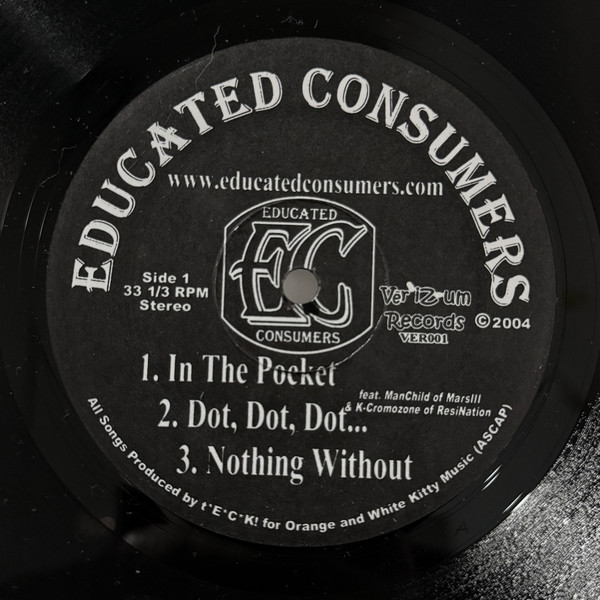 EDUCATED CONSUMERS
www.educatedconsumers.com
EDUCATED
EC
CONSUMERS
Side 1
33 1/3 RPM
Stereo
Ver'iZ-um
Records
VER001
©2004
1. In The Pocket
feat. ManChild of MarsIII
& K-Cromozone of ResiNation
2. Dot, Dot, Dot...
3. Nothing Without
All Songs Produced by t*E*C*K! for Orange and White Kitty Music (ASCAP)